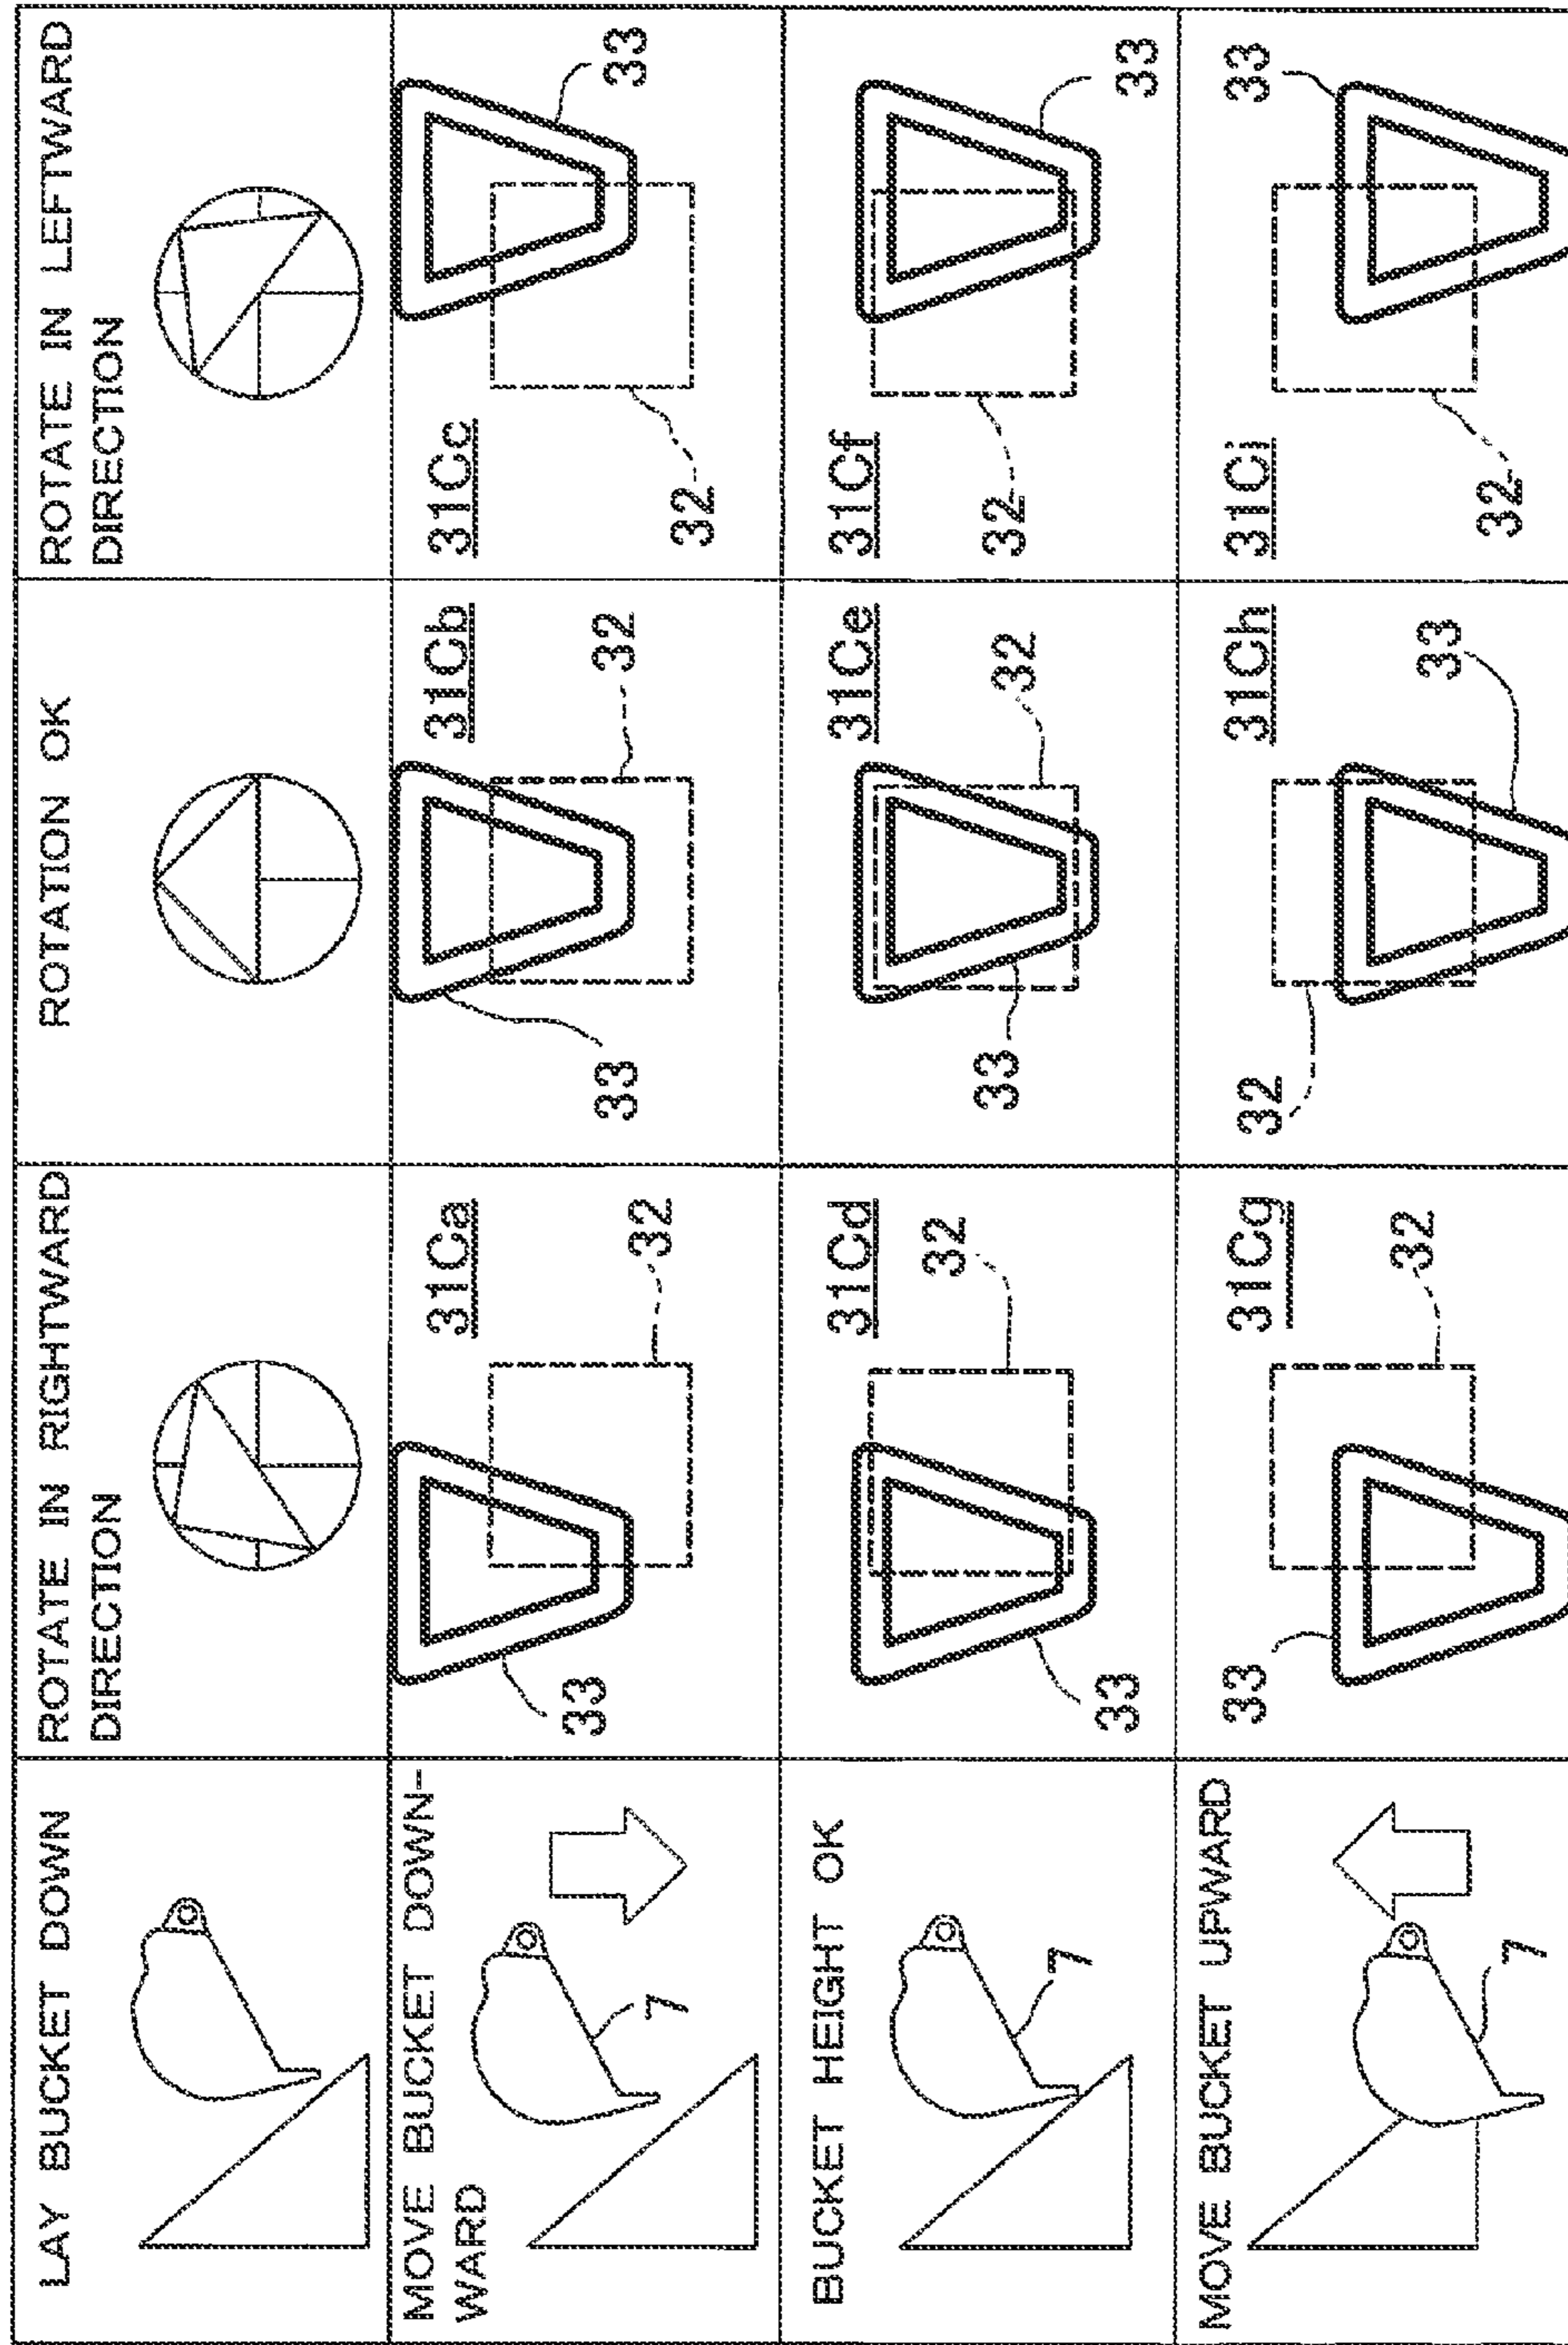 LAY BUCKET DOWN
ROTATE IN RIGHTWARD
DIRECTION
ROTATION OK
ROTATE IN LEFTWARD
DIRECTION
MOVE BUCKET DOWN-
WARD
7
31Ca
32
33
31Cb
32
33
31Cc
33
32
BUCKET HEIGHT OK
7
31Cd
32
33
31Ce
32
33
31Cf
33
32
MOVE BUCKET UPWARD
7
31Cg
32
33
31Ch
33
32
31Ci
33
32